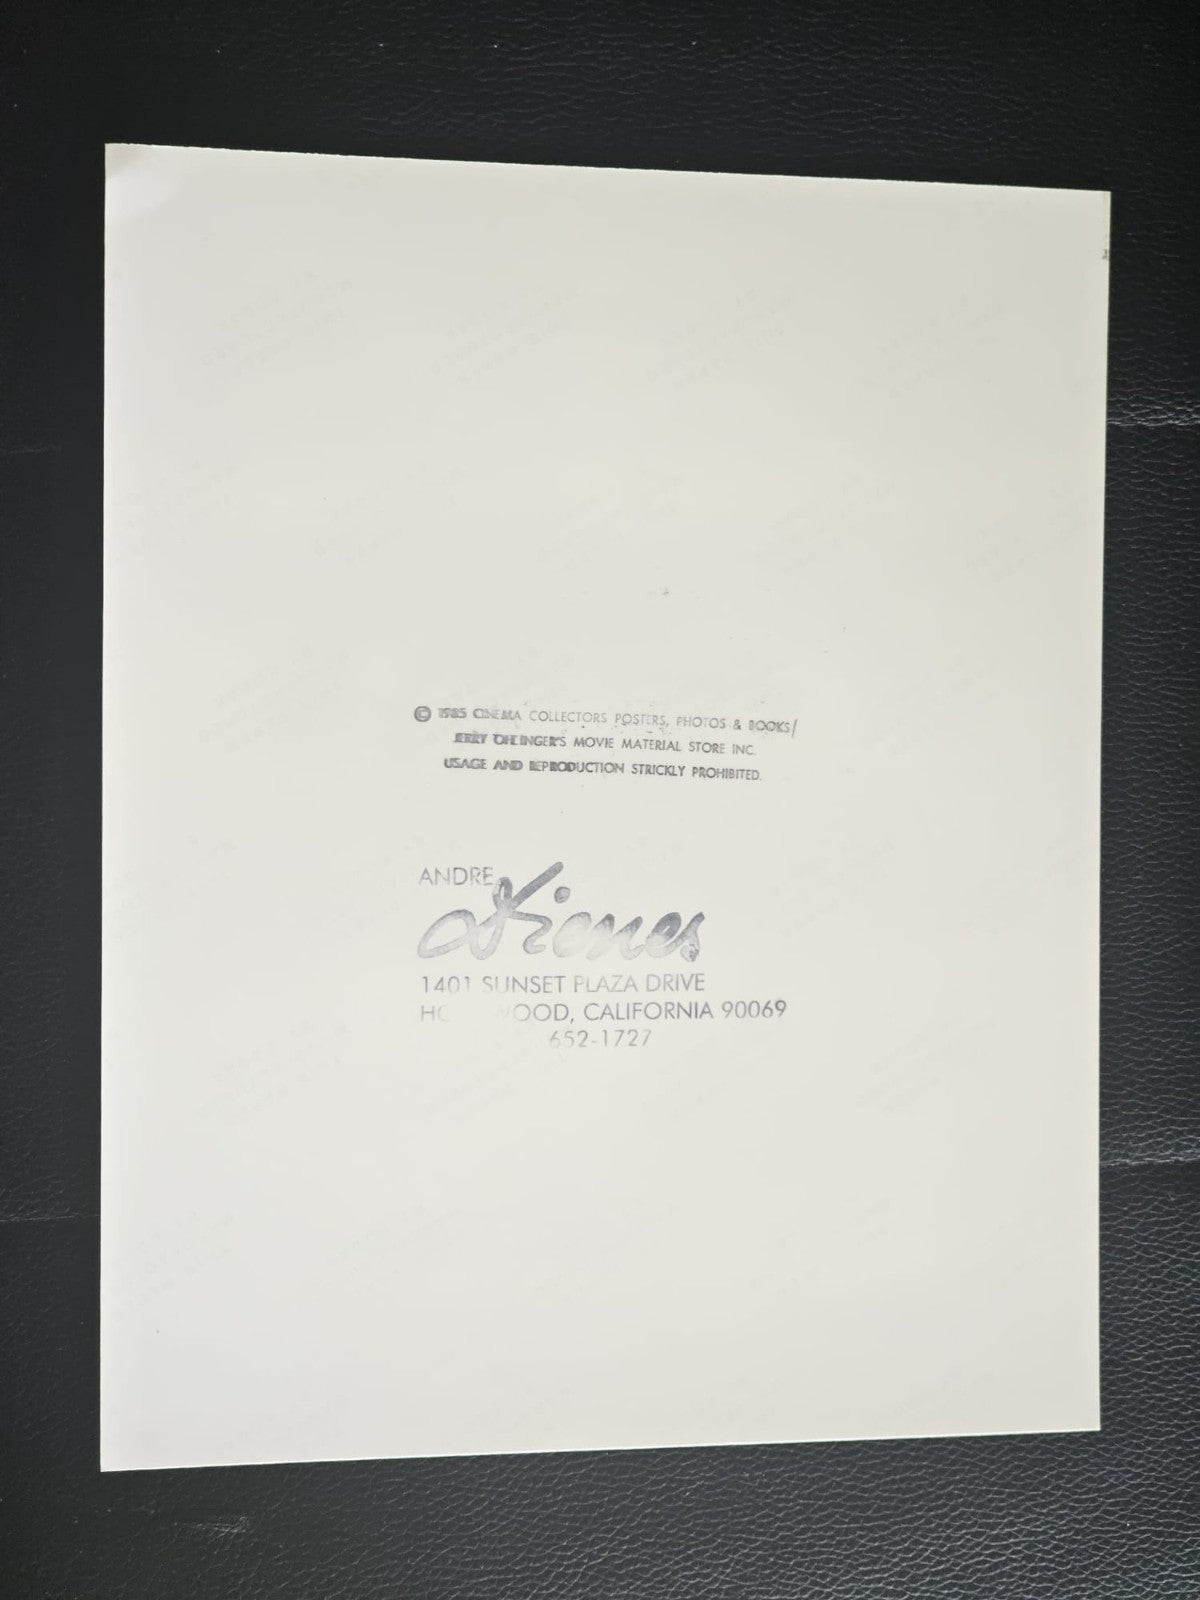 © 1985 CINEMA COLLECTORS POSTERS, PHOTOS & BOOKS/
JERRY OHLINGER'S MOVIE MATERIAL STORE INC.
USAGE AND REPRODUCTION STRICKLY PROHIBITED.
ANDRE
de Dienes
1401 SUNSET PLAZA DRIVE
CALIFORNIA 90069
652-1727